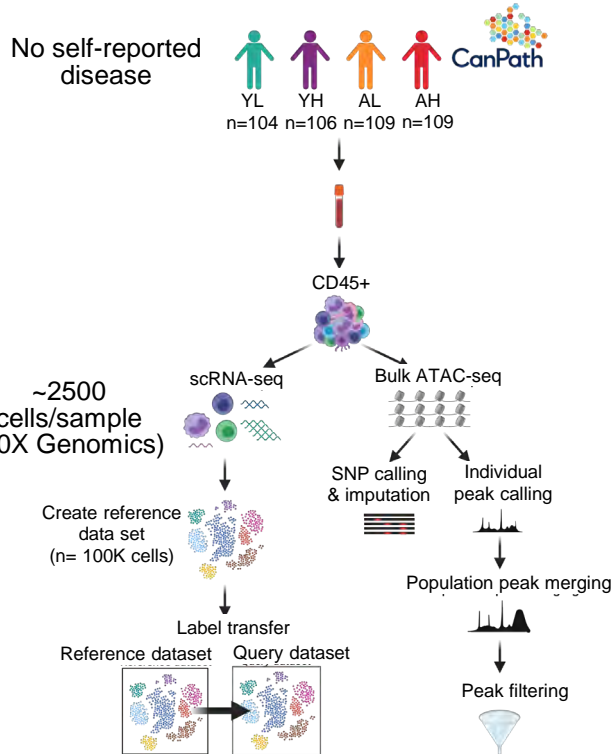 No self-reported
disease
CanPath
YL YH AL AH
n=104 n=106 n=109 n=109
CD45+
scRNA-seq
Bulk ATAC-seq
~2500
cells/sample
0X Genomics)
SNP calling
& imputation
Individual
peak calling
Create reference
data set
(n= 100K cells)
Population peak merging
Label transfer
Reference dataset Query dataset
Peak filtering